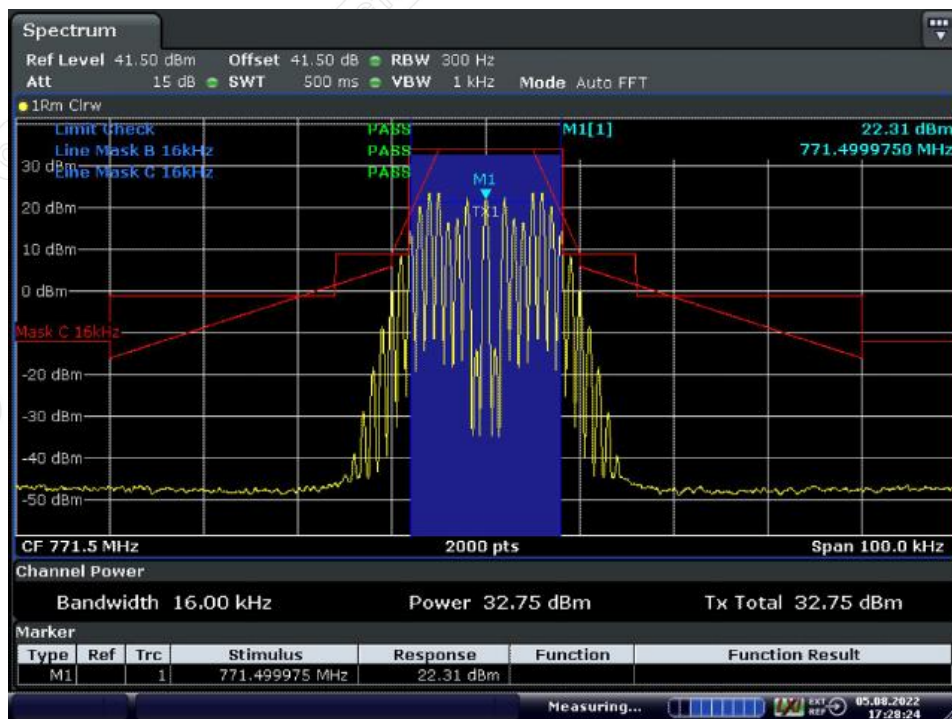 Spectrum
Ref Level 41.50 dBm Offset 41.50 dB RBW 300 Hz
Att 15 dB SWT 500 ms VBW 1 kHz Mode Auto FFT
1Rm Clrw
Limit Check PASS M1[1] 22.31 dBm
Line Mask B 16kHz PASS 771.4999750 MHz
Line Mask C 16kHz PASS
30 dBm
M1
20 dBm
TX1
10 dBm
0 dBm
Mask C 16kHz
-20 dBm
-30 dBm
-40 dBm
-50 dBm
CF 771.5 MHz 2000 pts Span 100.0 kHz
Channel Power
Bandwidth 16.00 kHz Power 32.75 dBm Tx Total 32.75 dBm
Marker
Type Ref Trc Stimulus Response Function Function Result
M1 1 771.499975 MHz 22.31 dBm
Measuring... EXT REF 05.08.2022
17:28:24